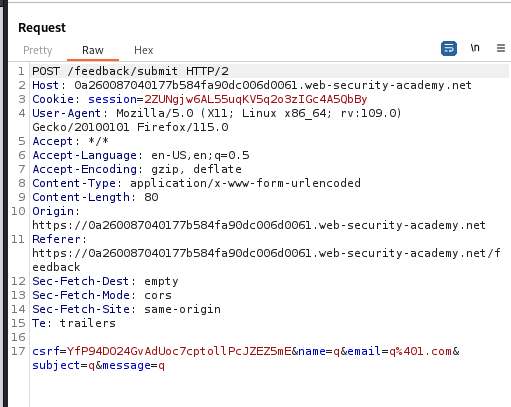 Request
Pretty Raw Hex
\n
1 POST /feedback/submit HTTP/2
2 Host: 0a260087040177b584fa90dc006d0061.web-security-academy.net
3 Cookie: session=2ZUNgjw6AL55uqKV5q2o3zIGc4A5QbBy
4 User-Agent: Mozilla/5.0 (X11; Linux x86_64; rv:109.0)
Gecko/20100101 Firefox/115.0
5 Accept: */*
6 Accept-Language: en-US,en;q=0.5
7 Accept-Encoding: gzip, deflate
8 Content-Type: application/x-www-form-urlencoded
9 Content-Length: 80
10 Origin:
https://0a260087040177b584fa90dc006d0061.web-security-academy.net
11 Referer:
https://0a260087040177b584fa90dc006d0061.web-security-academy.net/f
eedback
12 Sec-Fetch-Dest: empty
13 Sec-Fetch-Mode: cors
14 Sec-Fetch-Site: same-origin
15 Te: trailers
16
17 csrf=YfP94DO24GvAdUoc7cptollPcJZEZ5mE&name=q&email=q%401.com&
subject=q&message=q